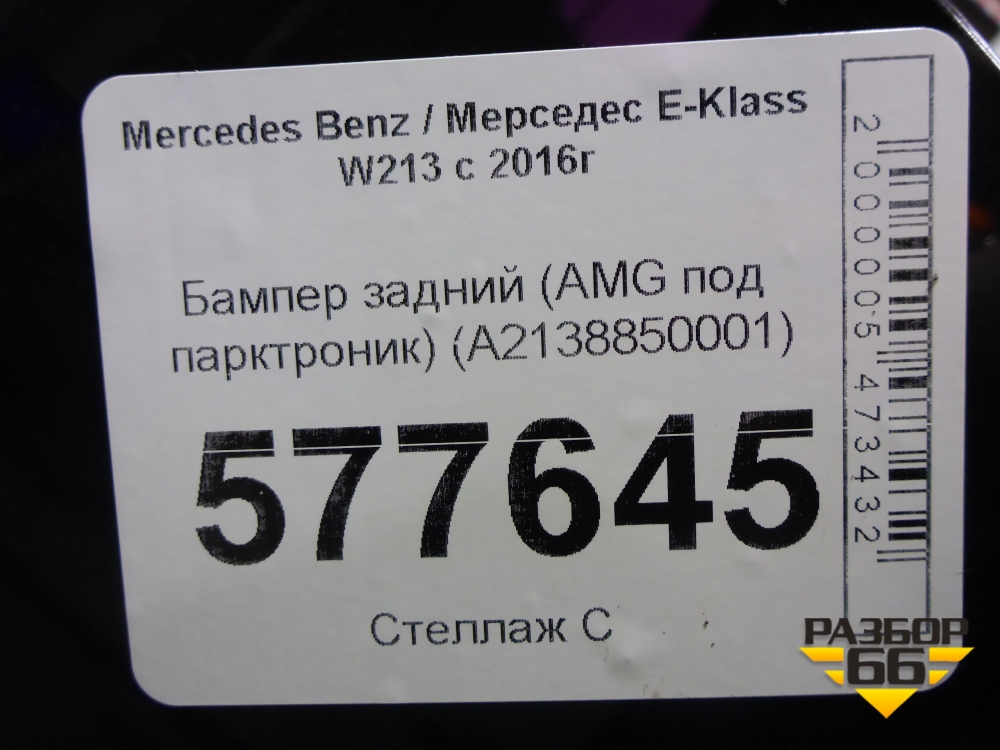 Mercedes Benz / Мерседес E-Klass
W213 с 2016г
Бампер задний (AMG под
парктроник) (A2138850001)
577645
Стеллаж С
2000005473432
РАЗБОР
66